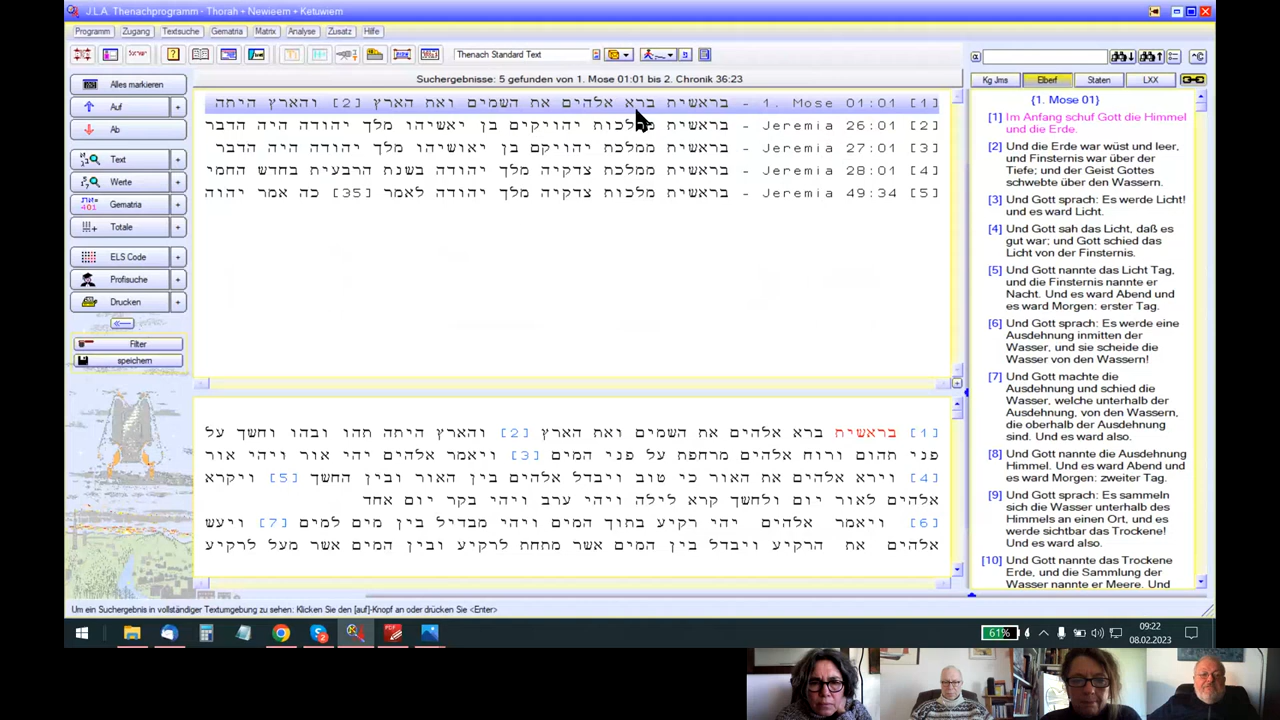 J.L.A. Thenachprogramm - Thorah + Newieem + Ketuwiem
Programm Zugang Textsuche Gematria Matrix Analyse Zusatz Hilfe
Thenach Standard Text
Suchergebnisse: 5 gefunden von 1. Mose 01:01 bis 2. Chronik 36:23
[1] 1. Mose 01:01 - בראשית ברא אלהים את השמים ואת הארץ [2] והארץ היתה
[2] Jeremia 26:01 - בראשית ממלכות יהויקים בן יאשיהו מלך יהודה היה הדבר
[3] Jeremia 27:01 - בראשית ממלכת יהויקם בן יאושיהו מלך יהודה היה הדבר
[4] Jeremia 28:01 - בראשית ממלכת צדקיה מלך יהודה בשנת הרבעית בחדש החמי
[5] Jeremia 49:34 - בראשית מלכות צדקיה מלך יהודה לאמר [35] כה אמר יהוה
Alles markieren
Auf +
Ab
Text +
Werte +
Gematria +
Totale +
ELS Code +
Profisuche +
Drucken +
Filter
speichern
[1] בראשית ברא אלהים את השמים ואת הארץ [2] והארץ היתה תהו ובהו וחשך על
פני תהום ורוח אלהים מרחפת על פני המים [3] ויאמר אלהים יהי אור ויהי אור
[4] וירא אלהים את האור כי טוב ויבדל אלהים בין האור ובין החשך [5] ויקרא
אלהים לאור יום ולחשך קרא לילה ויהי ערב ויהי בקר יום אחד
[6] ויאמר אלהים יהי רקיע בתוך המים ויהי מבדיל בין מים למים [7] ויעש
אלהים את הרקיע ויבדל בין המים אשר מתחת לרקיע ובין המים אשר מעל לרקיע
Kg Jms Elberf Staten LXX
{1. Mose 01}
[1] Im Anfang schuf Gott die Himmel
und die Erde.
[2] Und die Erde war wüst und leer,
und Finsternis war über der
Tiefe; und der Geist Gottes
schwebte über den Wassern.
[3] Und Gott sprach: Es werde Licht!
und es ward Licht.
[4] Und Gott sah das Licht, daß es
gut war; und Gott schied das
Licht von der Finsternis.
[5] Und Gott nannte das Licht Tag,
und die Finsternis nannte er
Nacht. Und es ward Abend und
es ward Morgen: erster Tag.
[6] Und Gott sprach: Es werde eine
Ausdehnung inmitten der
Wasser, und sie scheide die
Wasser von den Wassern!
[7] Und Gott machte die
Ausdehnung und schied die
Wasser, welche unterhalb der
Ausdehnung, von den Wassern,
die oberhalb der Ausdehnung
sind. Und es ward also.
[8] Und Gott nannte die Ausdehnung
Himmel. Und es ward Abend und
es ward Morgen: zweiter Tag.
[9] Und Gott sprach: Es sammeln
sich die Wasser unterhalb des
Himmels an einen Ort, und es
werde sichtbar das Trockene!
Und es ward also.
[10] Und Gott nannte das Trockene
Erde, und die Sammlung der
Wasser nannte er Meere. Und
Um ein Suchergebnis in vollständiger Textumgebung zu sehen: Klicken Sie den [auf]-Knopf an oder drücken Sie <Enter>
61%
09:22
08.02.2023